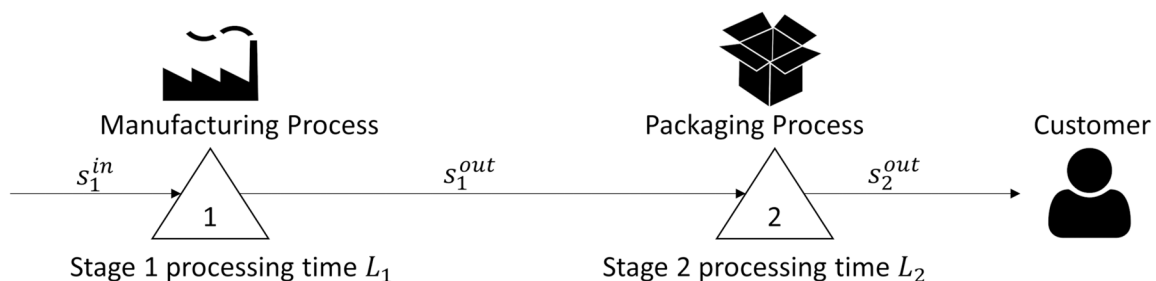 Manufacturing Process
Packaging Process
Customer
$s_1^{in}$
$s_1^{out}$
$s_2^{out}$
1
2
Stage 1 processing time $L_1$
Stage 2 processing time $L_2$